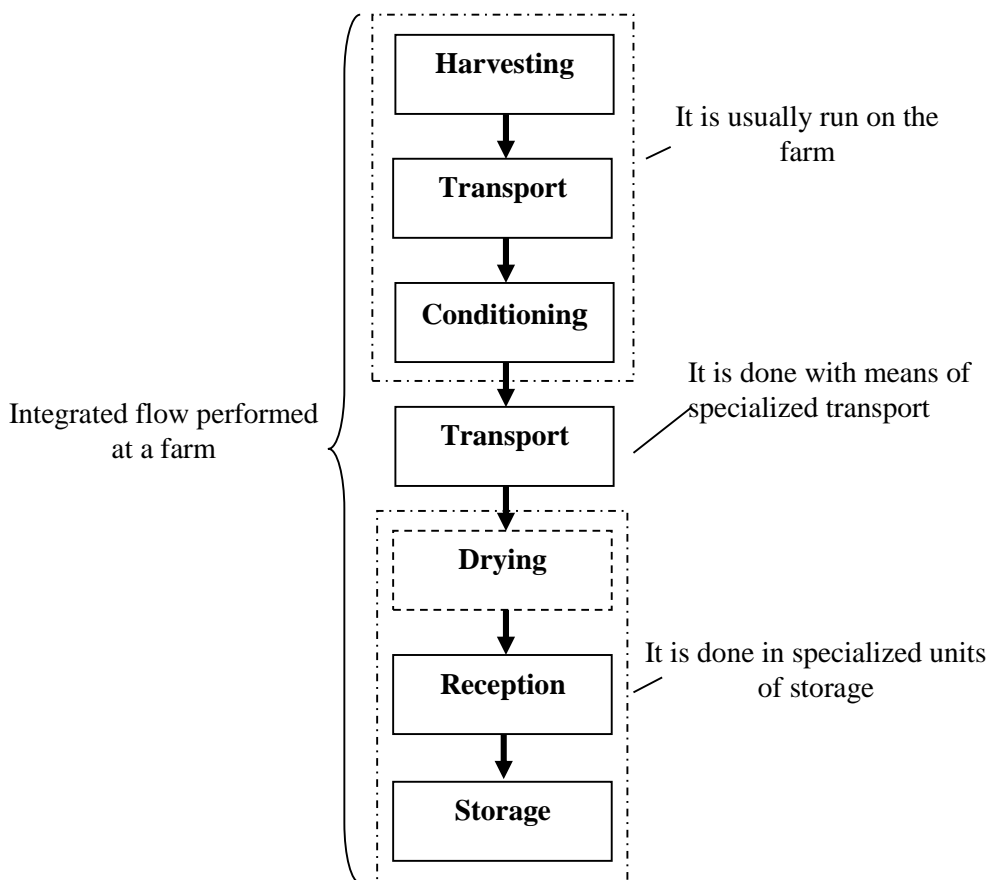 Harvesting
It is usually run on the
farm
Transport
Conditioning
It is done with means of
specialized transport
Integrated flow performed
at a farm
Transport
Drying
It is done in specialized units
of storage
Reception
Storage